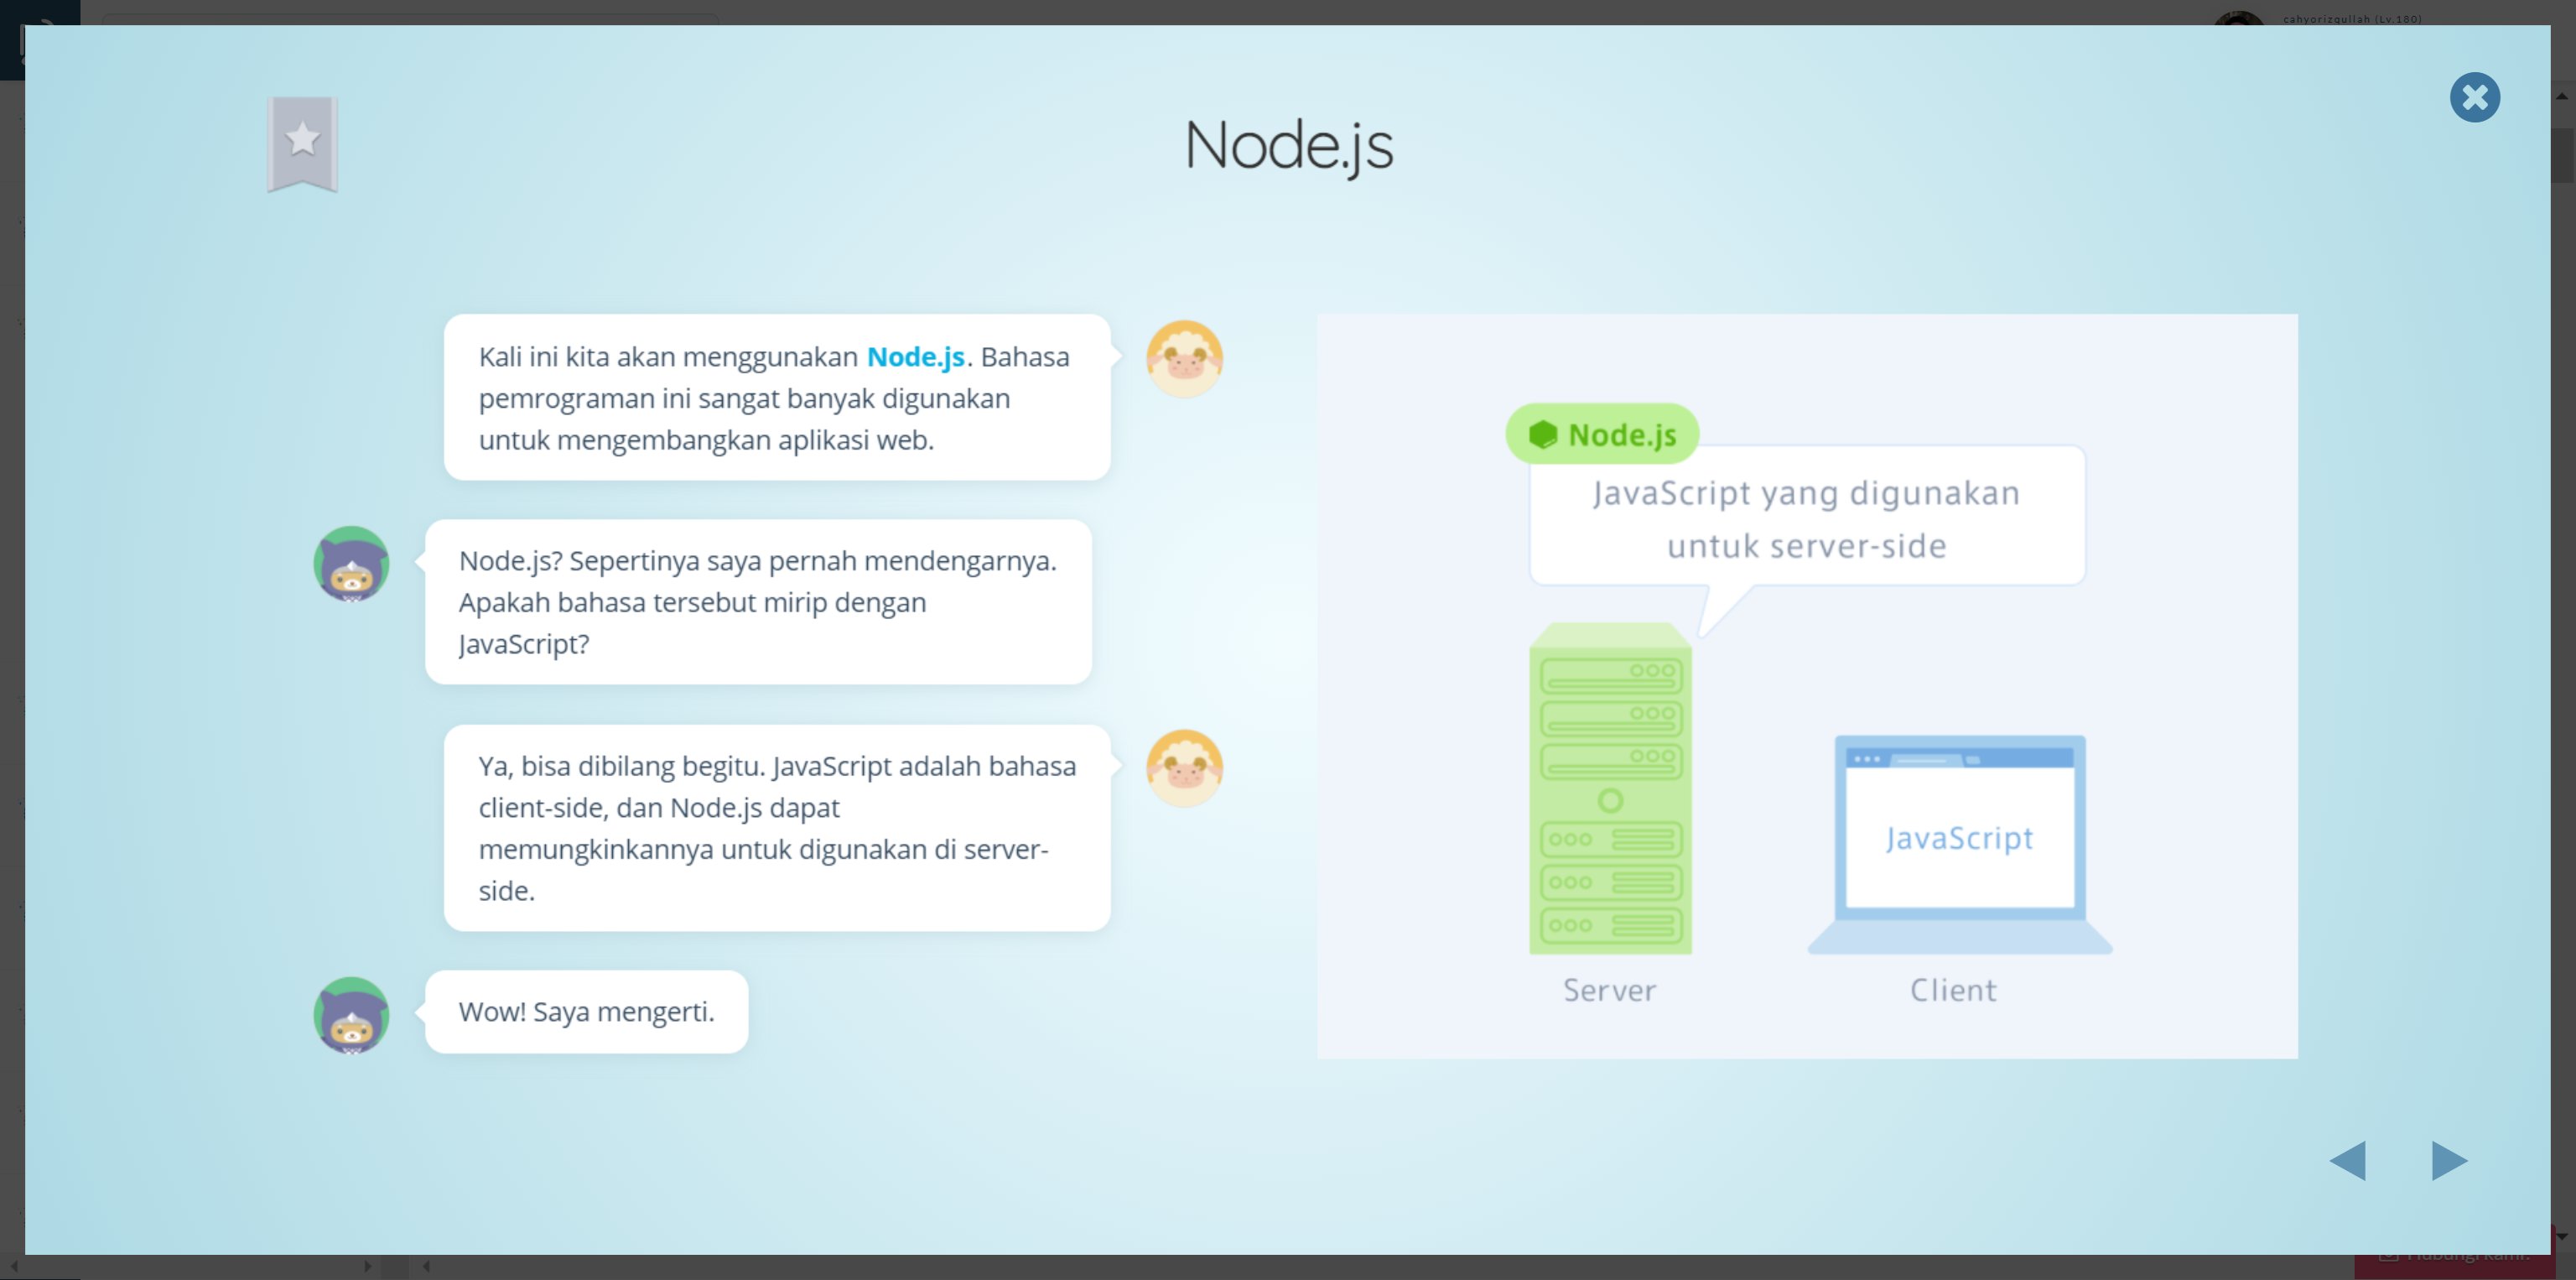 cahyorizqullah (Lv.180)
Node.js
Kali ini kita akan menggunakan Node.js. Bahasa
pemrograman ini sangat banyak digunakan
untuk mengembangkan aplikasi web.
Node.js? Sepertinya saya pernah mendengarnya.
Apakah bahasa tersebut mirip dengan
JavaScript?
Ya, bisa dibilang begitu. JavaScript adalah bahasa
client-side, dan Node.js dapat
memungkinkannya untuk digunakan di server-
side.
Wow! Saya mengerti.
Node.js
JavaScript yang digunakan
untuk server-side
JavaScript
Server
Client